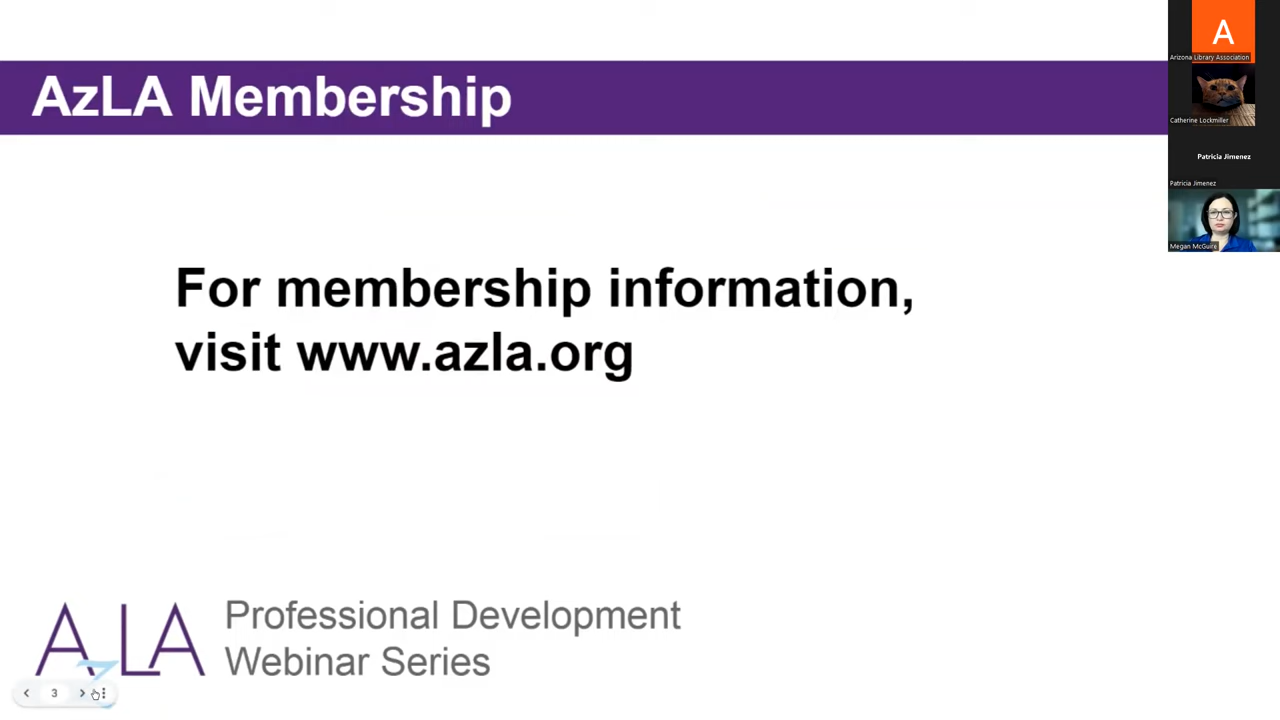 AzLA Membership
For membership information,
visit www.azla.org
AzLA
Professional Development
Webinar Series
3
A
Arizona Library Association
Catherine Lockmiller
Patricia Jimenez
Patricia Jimenez
Megan McGuire